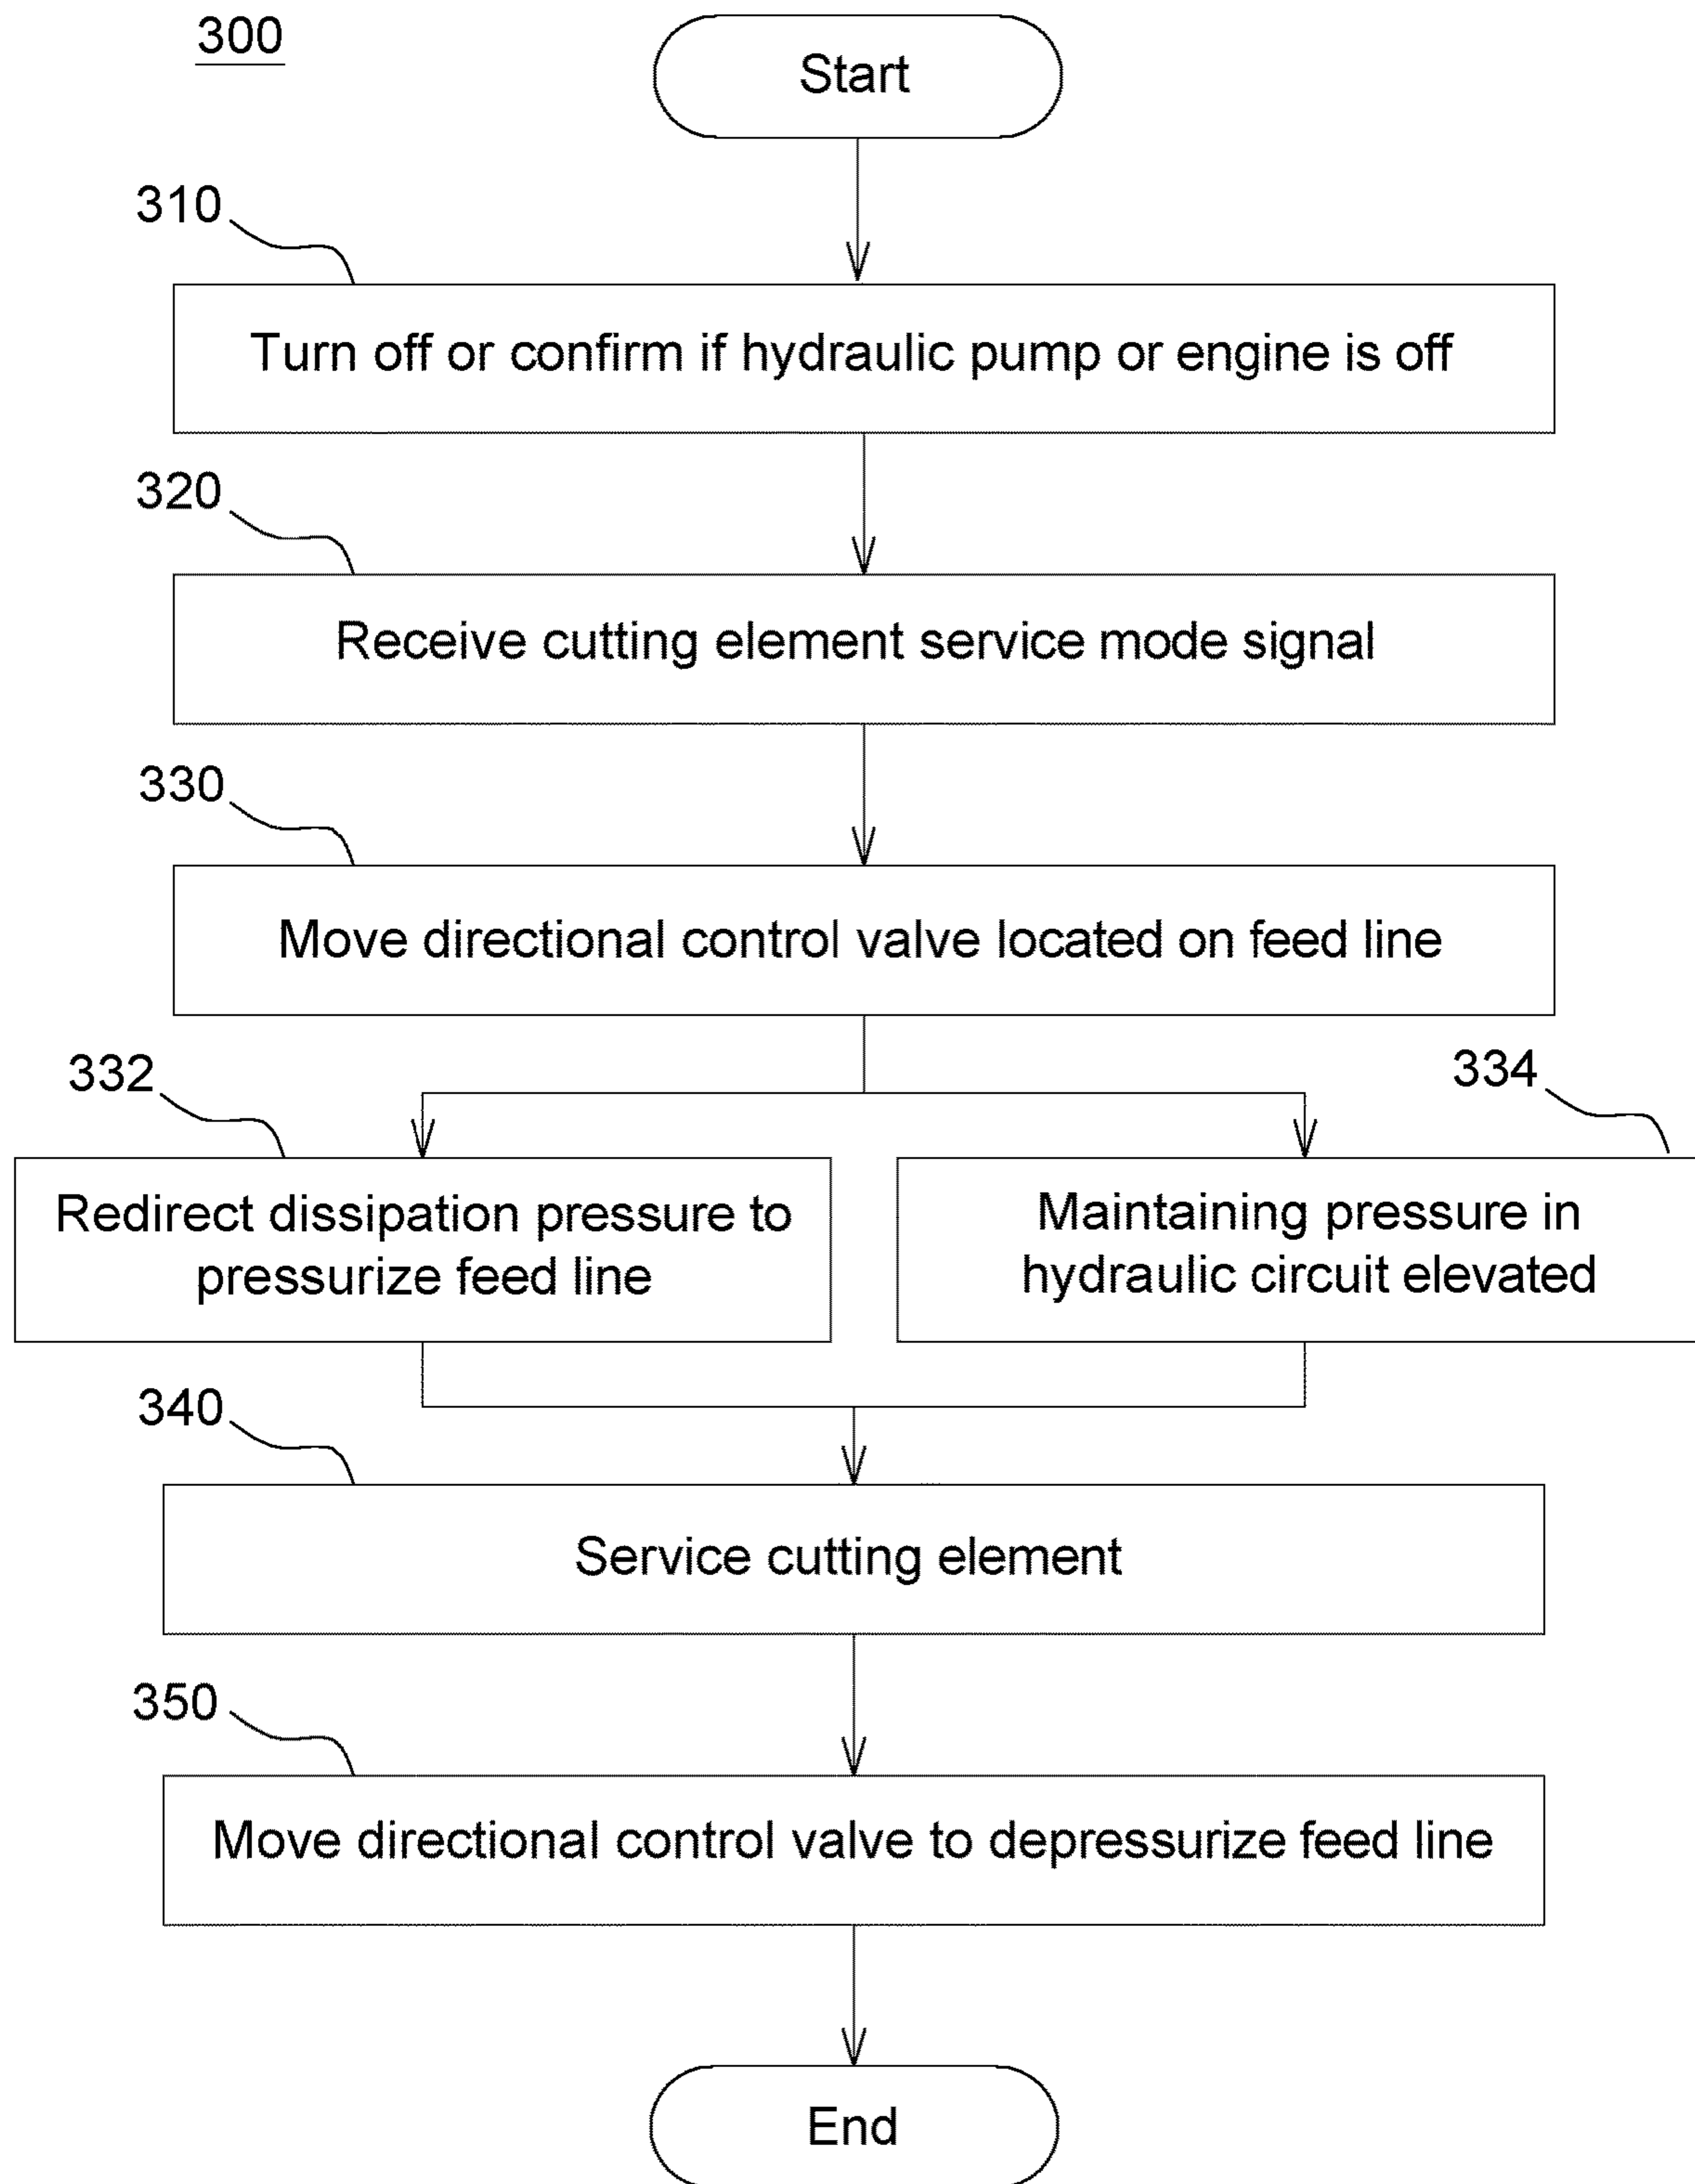 300
Start
310
Turn off or confirm if hydraulic pump or engine is off
320
Receive cutting element service mode signal
330
Move directional control valve located on feed line
332
Redirect dissipation pressure to
pressurize feed line
334
Maintaining pressure in
hydraulic circuit elevated
340
Service cutting element
350
Move directional control valve to depressurize feed line
End